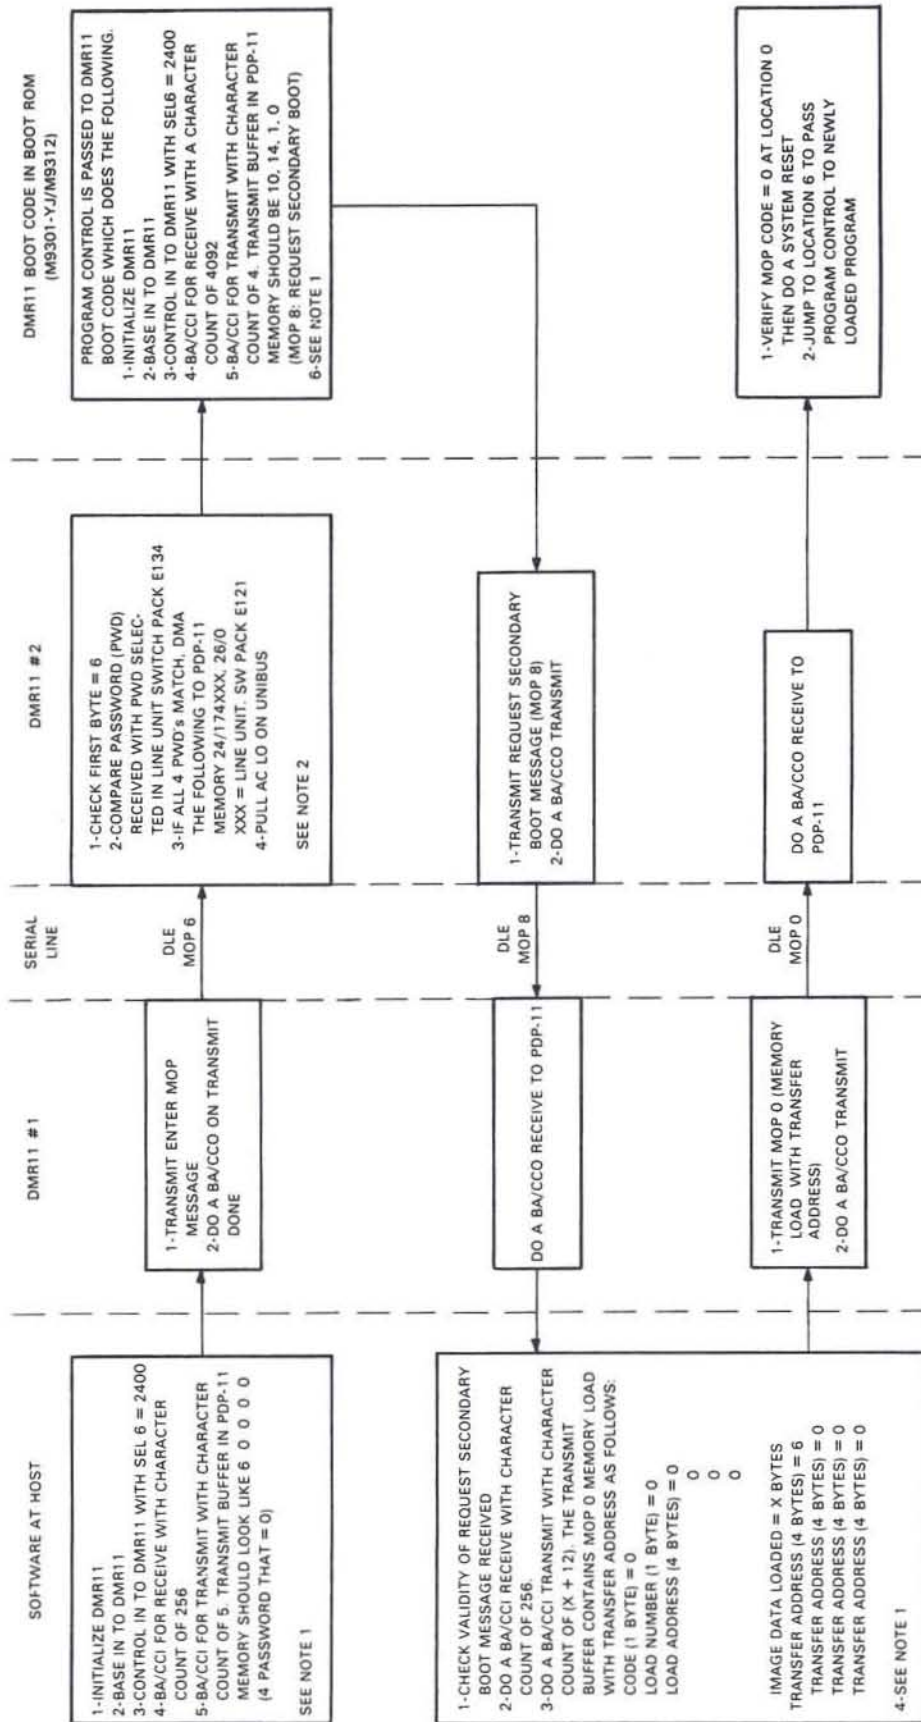 SOFTWARE AT HOST
DMR11 #1
SERIAL
LINE
DMR11 #2
DMR11 BOOT CODE IN BOOT ROM
(M9301-YJ/M9312)
1-INITIALIZE DMR11
2-BASE IN TO DMR11
3-CONTROL IN TO DMR11 WITH SEL 6 = 2400
4-BA/CCI FOR RECEIVE WITH CHARACTER
COUNT OF 256
5-BA/CCI FOR TRANSMIT WITH CHARACTER
COUNT OF 5. TRANSMIT BUFFER IN PDP-11
MEMORY SHOULD LOOK LIKE 6 0 0 0 0
(4 PASSWORD THAT = 0)
SEE NOTE 1
1-TRANSMIT ENTER MOP
MESSAGE
2-DO A BA/CCO ON TRANSMIT
DONE
DLE
MOP 6
1-CHECK FIRST BYTE = 6
2-COMPARE PASSWORD (PWD)
RECEIVED WITH PWD SELEC-
TED IN LINE UNIT SWITCH PACK E134
3-IF ALL 4 PWD's MATCH, DMA
THE FOLLOWING TO PDP-11
MEMORY 24/174XXX, 26/0
XXX = LINE UNIT. SW PACK E121
4-PULL AC LO ON UNIBUS
SEE NOTE 2
PROGRAM CONTROL IS PASSED TO DMR11
BOOT CODE WHICH DOES THE FOLLOWING.
1-INITIALIZE DMR11
2-BASE IN TO DMR11
3-CONTROL IN TO DMR11 WITH SEL6 = 2400
4-BA/CCI FOR RECEIVE WITH A CHARACTER
COUNT OF 4092
5-BA/CCI FOR TRANSMIT WITH CHARACTER
COUNT OF 4. TRANSMIT BUFFER IN PDP-11
MEMORY SHOULD BE 10, 14, 1, 0
(MOP 8: REQUEST SECONDARY BOOT)
6-SEE NOTE 1
1-TRANSMIT REQUEST SECONDARY
BOOT MESSAGE (MOP 8)
2-DO A BA/CCO TRANSMIT
DLE
MOP 8
DO A BA/CCO RECEIVE TO PDP-11
1-CHECK VALIDITY OF REQUEST SECONDARY
BOOT MESSAGE RECEIVED
2-DO A BA/CCI RECEIVE WITH CHARACTER
COUNT OF 256.
3-DO A BA/CCI TRANSMIT WITH CHARACTER
COUNT OF (X + 12). THE TRANSMIT
BUFFER CONTAINS MOP 0 MEMORY LOAD
WITH TRANSFER ADDRESS AS FOLLOWS:
CODE (1 BYTE) = 0
LOAD NUMBER (1 BYTE) = 0
LOAD ADDRESS (4 BYTES) = 0
0
0
0
IMAGE DATA LOADED = X BYTES
TRANSFER ADDRESS (4 BYTES) = 6
TRANSFER ADDRESS (4 BYTES) = 0
TRANSFER ADDRESS (4 BYTES) = 0
TRANSFER ADDRESS (4 BYTES) = 0
4-SEE NOTE 1
1-TRANSMIT MOP 0 (MEMORY
LOAD WITH TRANSFER
ADDRESS)
2-DO A BA/CCO TRANSMIT
DLE
MOP 0
DO A BA/CCO RECEIVE TO
PDP-11
1-VERIFY MOP CODE = 0 AT LOCATION 0
THEN DO A SYSTEM RESET
2-JUMP TO LOCATION 6 TO PASS
PROGRAM CONTROL TO NEWLY
LOADED PROGRAM